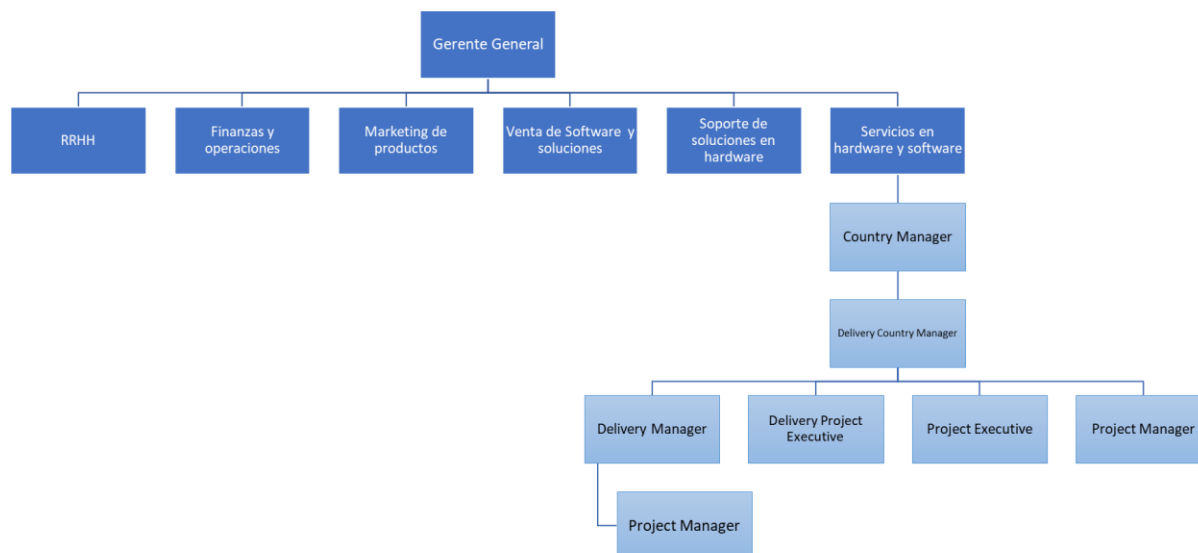 Gerente General
RRHH
Finanzas y
operaciones
Marketing de
productos
Venta de Software y
soluciones
Soporte de
soluciones en
hardware
Servicios en
hardware y software
Country Manager
Delivery Country Manager
Delivery Manager
Delivery Project
Executive
Project Executive
Project Manager
Project Manager